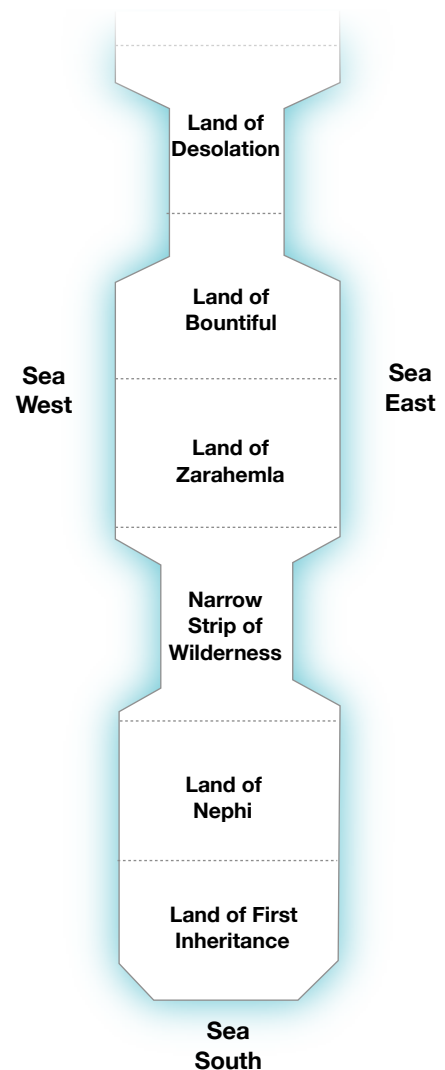 Land of
Desolation
Land of
Bountiful
Sea
West
Sea
East
Land of
Zarahemla
Narrow
Strip of
Wilderness
Land of
Nephi
Land of First
Inheritance
Sea
South